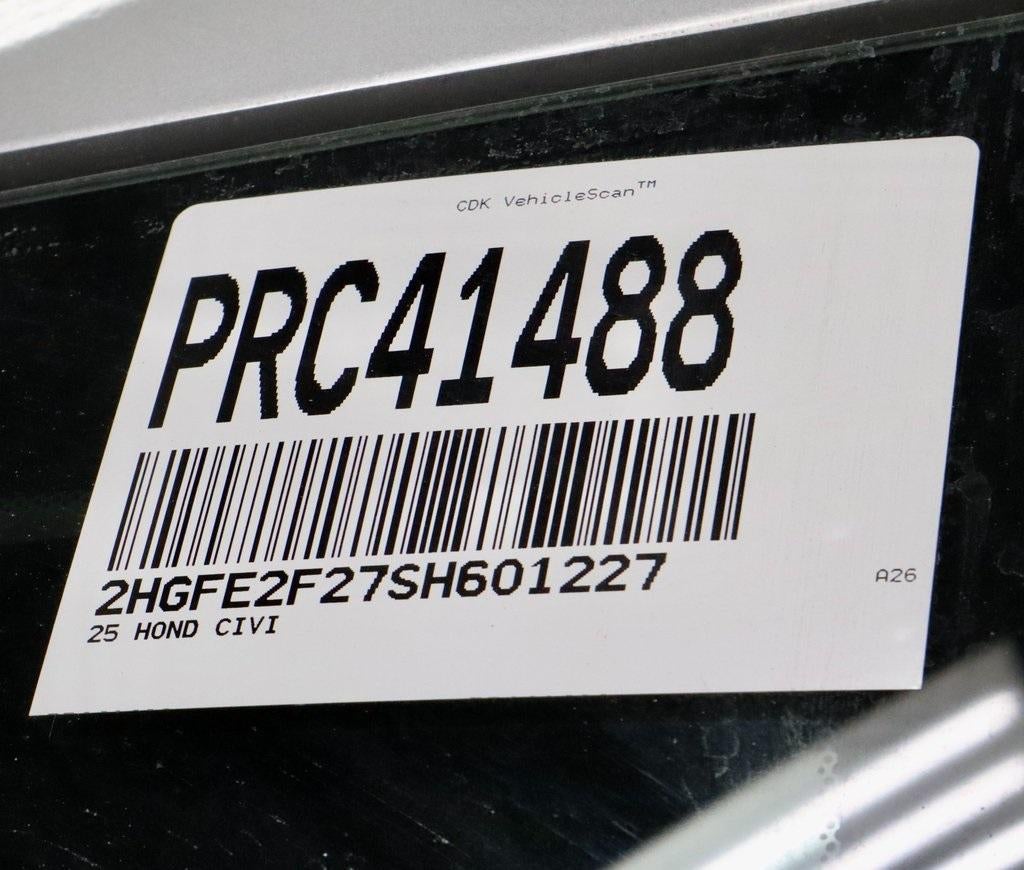 CDK VehicleScan™
PRC41488
2HGFE2F27SH601227
25 HOND CIVI
A26